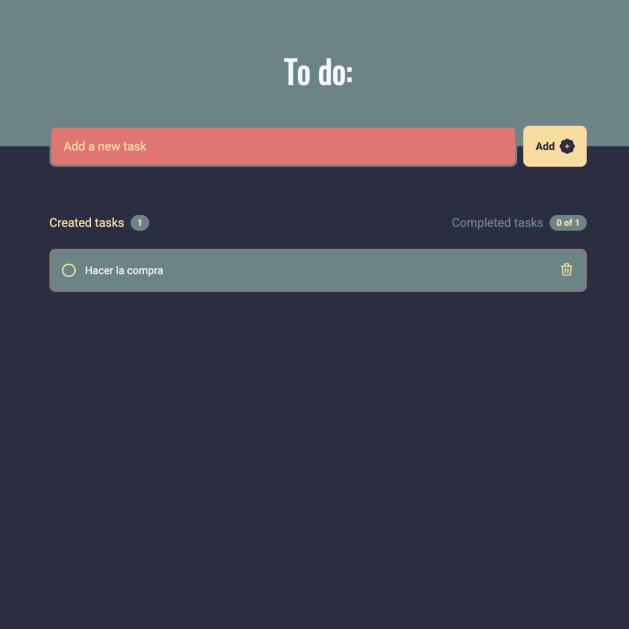 To do:
Add a new task
Add
Created tasks 1
Completed tasks 0 of 1
Hacer la compra